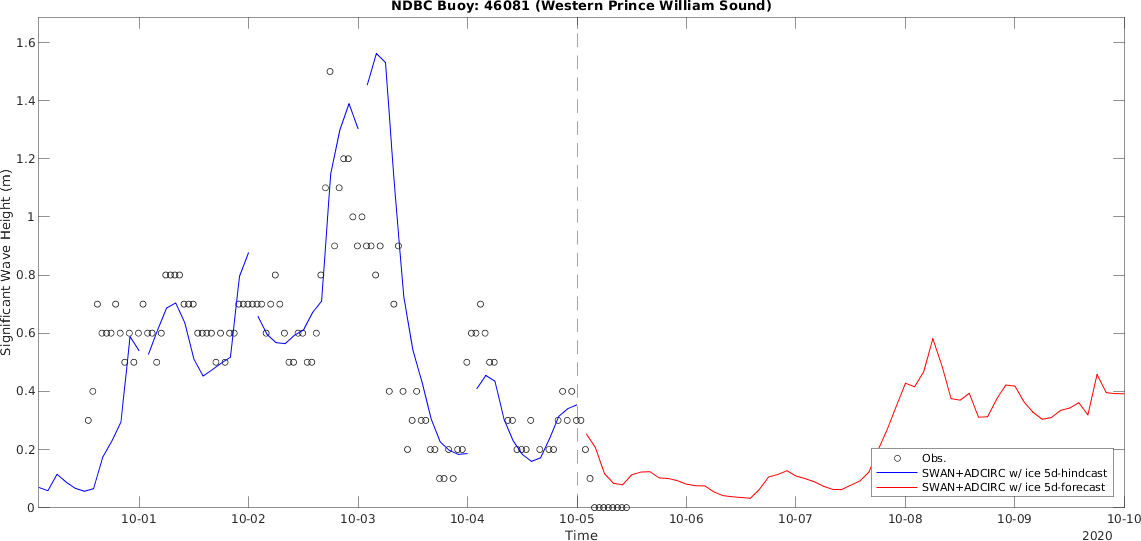 NDBC Buoy: 46081 (Western Prince William Sound)
Significant Wave Height (m)
1.6
1.4
1.2
1
0.8
0.6
0.4
0.2
0
Obs.
SWAN+ADCIRC w/ ice 5d-hindcast
SWAN+ADCIRC w/ ice 5d-forecast
10-01 10-02 10-03 10-04 10-05 10-06 10-07 10-08 10-09 10-10
Time
2020